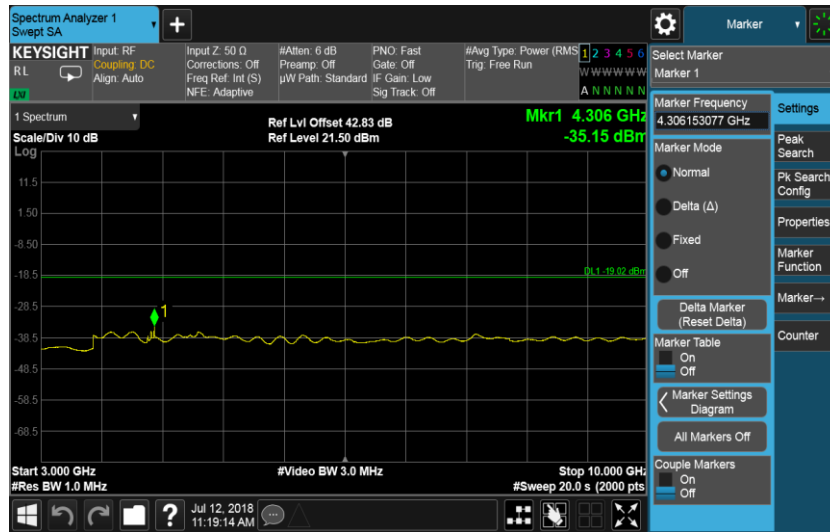 Spectrum Analyzer 1
Swept SA
Marker
KEYSIGHT
RL
LXI
Input: RF
Coupling: DC
Align: Auto
Input Z: 50 Ω
Corrections: Off
Freq Ref: Int (S)
NFE: Adaptive
#Atten: 6 dB
Preamp: Off
µW Path: Standard
PNO: Fast
Gate: Off
IF Gain: Low
Sig Track: Off
#Avg Type: Power (RMS
Trig: Free Run
1 2 3 4 5 6
W W W W W W
A N N N N N
1 Spectrum
Scale/Div 10 dB
Log
Ref Lvl Offset 42.83 dB
Ref Level 21.50 dBm
Mkr1 4.306 GHz
-35.15 dBm
11.5
1.50
-8.50
-18.5
-28.5
-38.5
-48.5
-58.5
-68.5
DL1 -19.02 dBm
1
Start 3.000 GHz
#Res BW 1.0 MHz
#Video BW 3.0 MHz
Stop 10.000 GHz
#Sweep 20.0 s (2000 pts
Jul 12, 2018
11:19:14 AM
Select Marker
Marker 1
Marker Frequency
4.306153077 GHz
Marker Mode
Normal
Delta (Δ)
Fixed
Off
Delta Marker
(Reset Delta)
Marker Table
On
Off
Marker Settings
Diagram
All Markers Off
Couple Markers
On
Off
Settings
Peak
Search
Pk Search
Config
Properties
Marker
Function
Marker→
Counter